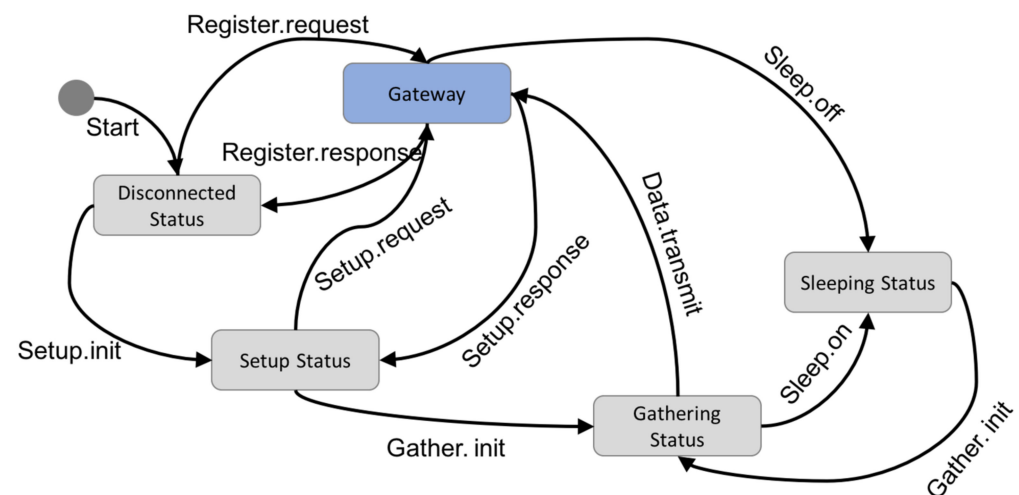 Register.request
Sleep.off
Gateway
Start
Register.response
Disconnected
Status
Data.transmit
Setup.request
Setup.response
Sleeping Status
Setup.init
Setup Status
Sleep.on
Gathering
Status
Gather. init
Gather. init